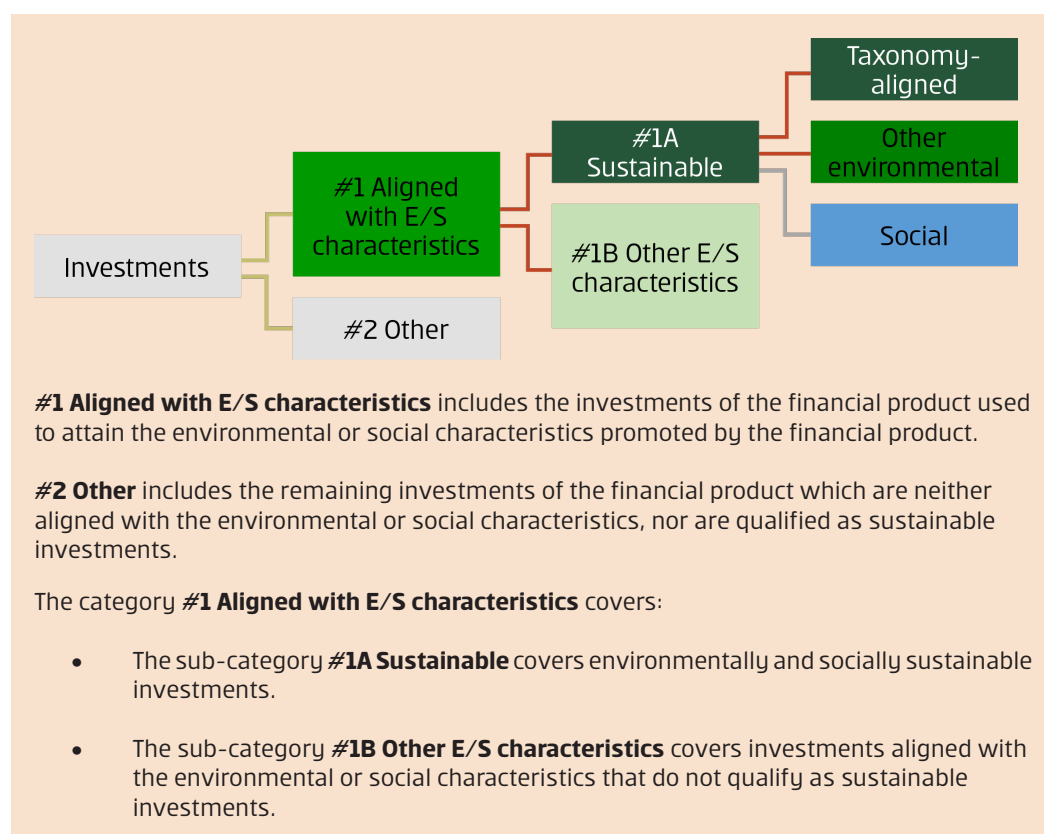 Taxonomy-
aligned
#1A
Sustainable
Other
environmental
#1 Aligned
with E/S
characteristics
Social
#1B Other E/S
characteristics
Investments
#2 Other
#1 Aligned with E/S characteristics includes the investments of the financial product used
to attain the environmental or social characteristics promoted by the financial product.
#2 Other includes the remaining investments of the financial product which are neither
aligned with the environmental or social characteristics, nor are qualified as sustainable
investments.
The category #1 Aligned with E/S characteristics covers:
• The sub-category #1A Sustainable covers environmentally and socially sustainable
investments.
• The sub-category #1B Other E/S characteristics covers investments aligned with
the environmental or social characteristics that do not qualify as sustainable
investments.